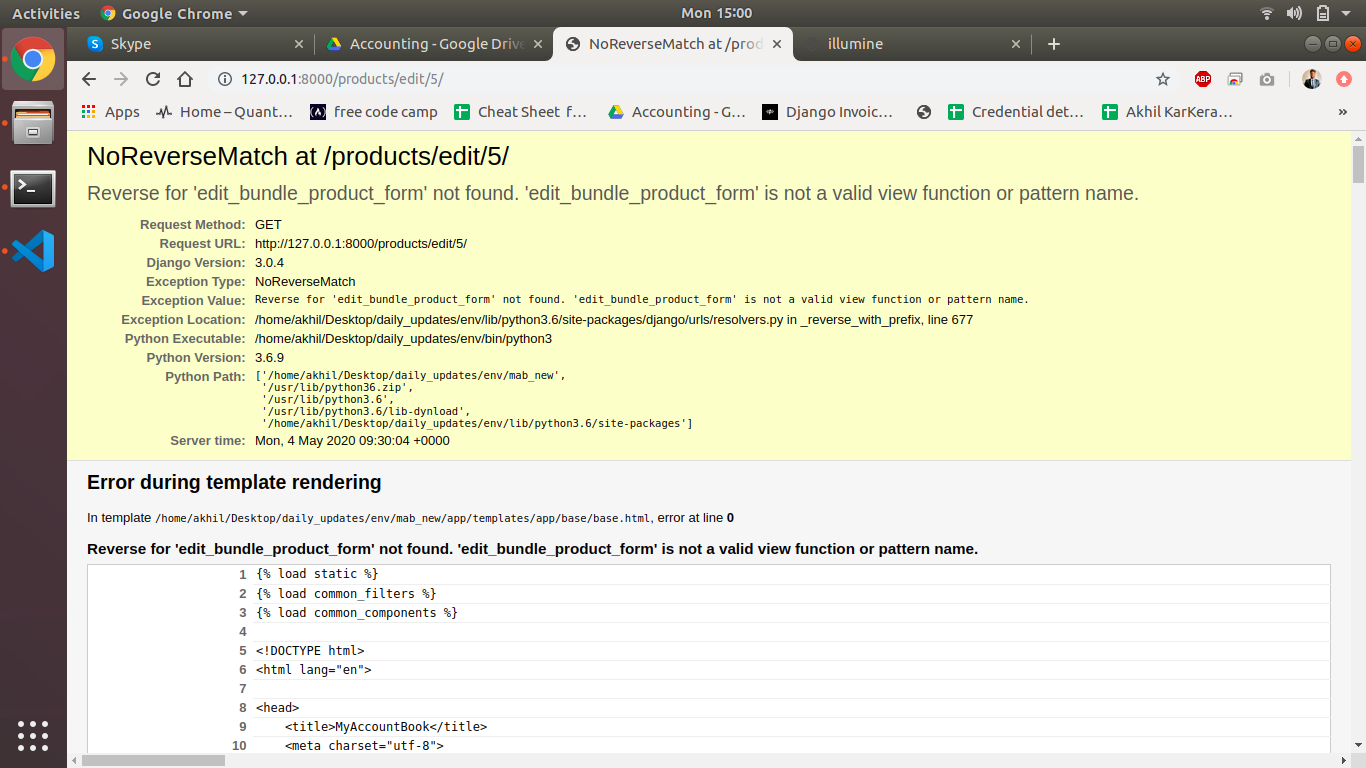 Activities
Google Chrome
Mon 15:00
Skype
Accounting - Google Drive
NoReverseMatch at /prod
illumine
127.0.0.1:8000/products/edit/5/
ABP
Apps
Home – Quant…
free code camp
Cheat Sheet f…
Accounting - G…
Django Invoic…
Credential det…
Akhil KarKera…
»
NoReverseMatch at /products/edit/5/
Reverse for 'edit_bundle_product_form' not found. 'edit_bundle_product_form' is not a valid view function or pattern name.
Request Method: GET
Request URL: http://127.0.0.1:8000/products/edit/5/
Django Version: 3.0.4
Exception Type: NoReverseMatch
Exception Value: Reverse for 'edit_bundle_product_form' not found. 'edit_bundle_product_form' is not a valid view function or pattern name.
Exception Location: /home/akhil/Desktop/daily_updates/env/lib/python3.6/site-packages/django/urls/resolvers.py in _reverse_with_prefix, line 677
Python Executable: /home/akhil/Desktop/daily_updates/env/bin/python3
Python Version: 3.6.9
Python Path: ['/home/akhil/Desktop/daily_updates/env/mab_new',
'/usr/lib/python36.zip',
'/usr/lib/python3.6',
'/usr/lib/python3.6/lib-dynload',
'/home/akhil/Desktop/daily_updates/env/lib/python3.6/site-packages']
Server time: Mon, 4 May 2020 09:30:04 +0000
Error during template rendering
In template /home/akhil/Desktop/daily_updates/env/mab_new/app/templates/app/base/base.html, error at line 0
Reverse for 'edit_bundle_product_form' not found. 'edit_bundle_product_form' is not a valid view function or pattern name.
1 {% load static %}
2 {% load common_filters %}
3 {% load common_components %}
4
5 <!DOCTYPE html>
6 <html lang="en">
7
8 <head>
9 <title>MyAccountBook</title>
10 <meta charset="utf-8">